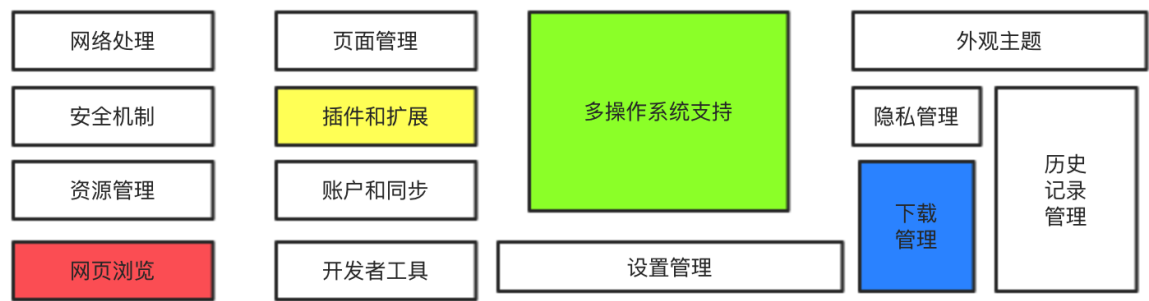 网络处理
页面管理
多操作系统支持
外观主题
安全机制
插件和扩展
隐私管理
历史
记录
管理
资源管理
账户和同步
下载
管理
网页浏览
开发者工具
设置管理